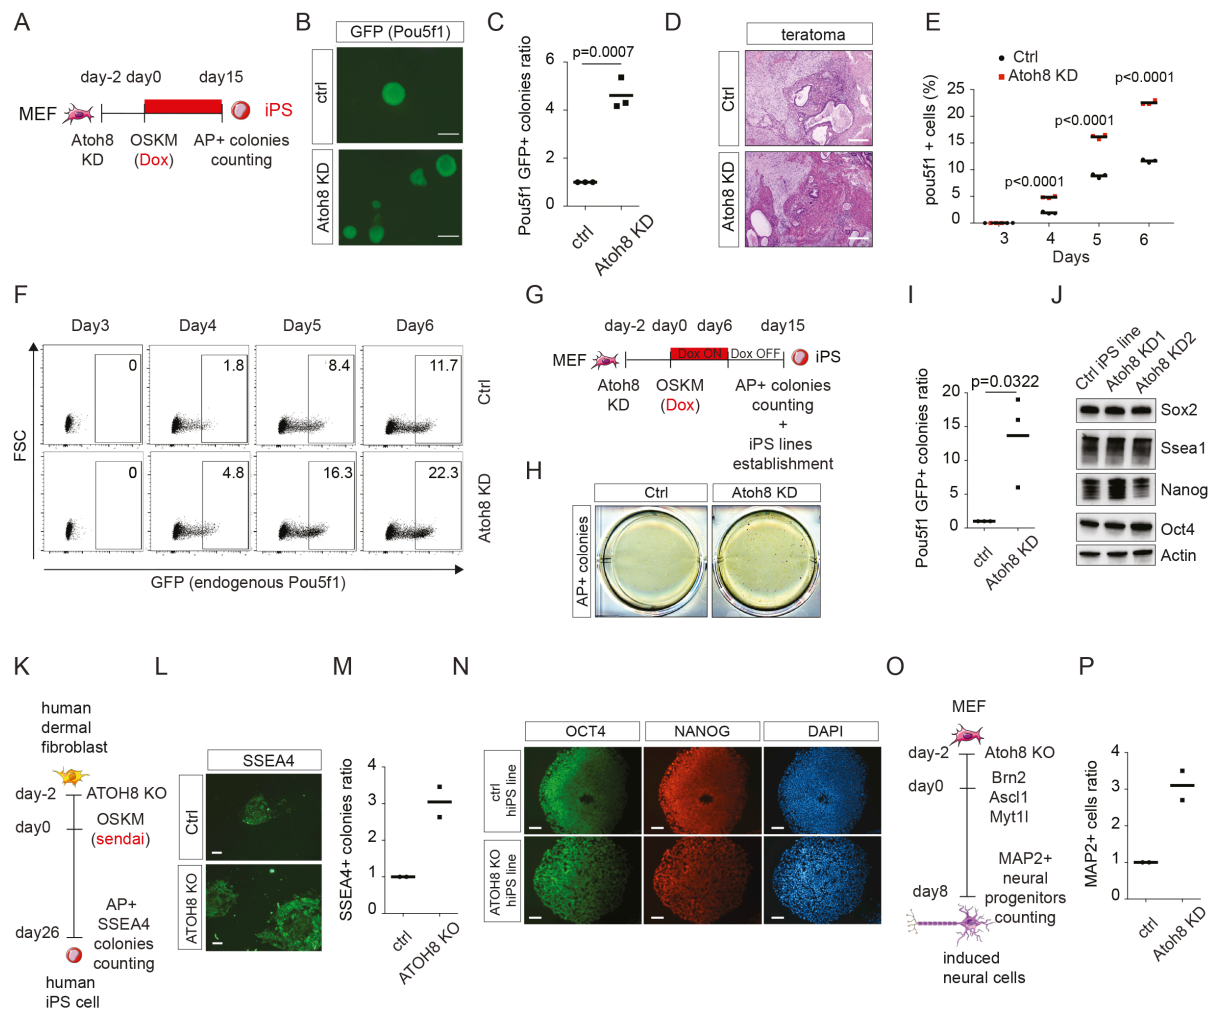 A
day-2 day0 day15
MEF
iPS
Atoh8
KD
OSKM
(Dox)
AP+ colonies
counting
B
GFP (Pou5f1)
ctrl
Atoh8 KD
C
p=0.0007
Pou5f1 GFP+ colonies ratio
6
4
2
0
ctrl
Atoh8 KD
D
teratoma
Ctrl
Atoh8 KD
E
Ctrl
Atoh8 KD
pou5f1 + cells (%)
25
20
15
10
5
0
p<0.0001
p<0.0001
p<0.0001
3 4 5 6
Days
F
Day3 Day4 Day5 Day6
FSC
0 1.8 8.4 11.7
Ctrl
0 4.8 16.3 22.3
Atoh8 KD
GFP (endogenous Pou5f1)
G
day-2 day0 day6 day15
MEF
Dox ON Dox OFF
iPS
Atoh8
KD
OSKM
(Dox)
AP+ colonies
counting
+
iPS lines
establishment
H
Ctrl Atoh8 KD
AP+ colonies
I
p=0.0322
Pou5f1 GFP+ colonies ratio
20
15
10
5
0
ctrl
Atoh8 KD
J
Ctrl iPS line
Atoh8 KD1
Atoh8 KD2
Sox2
Ssea1
Nanog
Oct4
Actin
K
human
dermal
fibroblast
day-2
ATOH8 KO
day0
OSKM
(sendai)
AP+
SSEA4
colonies
counting
day26
human
iPS cell
L
SSEA4
Ctrl
ATOH8 KO
M
SSEA4+ colonies ratio
4
3
2
1
0
ctrl
ATOH8 KO
N
OCT4 NANOG DAPI
ctrl
hiPS line
ATOH8 KO
hiPS line
O
MEF
day-2
Atoh8 KO
day0
Brn2
Ascl1
Myt1l
MAP2+
neural
progenitors
counting
day8
induced
neural cells
P
MAP2+ cells ratio
4
3
2
1
0
ctrl
Atoh8 KD